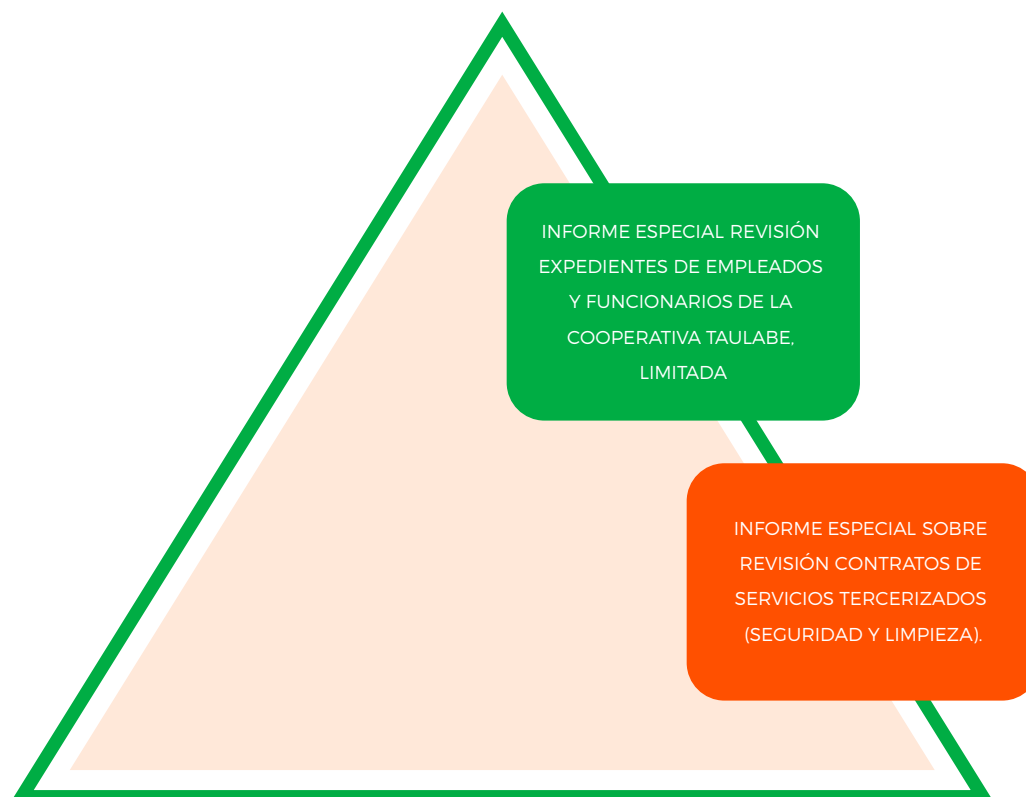 INFORME ESPECIAL REVISIÓN
EXPEDIENTES DE EMPLEADOS
Y FUNCIONARIOS DE LA
COOPERATIVA TAULABE,
LIMITADA
INFORME ESPECIAL SOBRE
REVISIÓN CONTRATOS DE
SERVICIOS TERCERIZADOS
(SEGURIDAD Y LIMPIEZA).